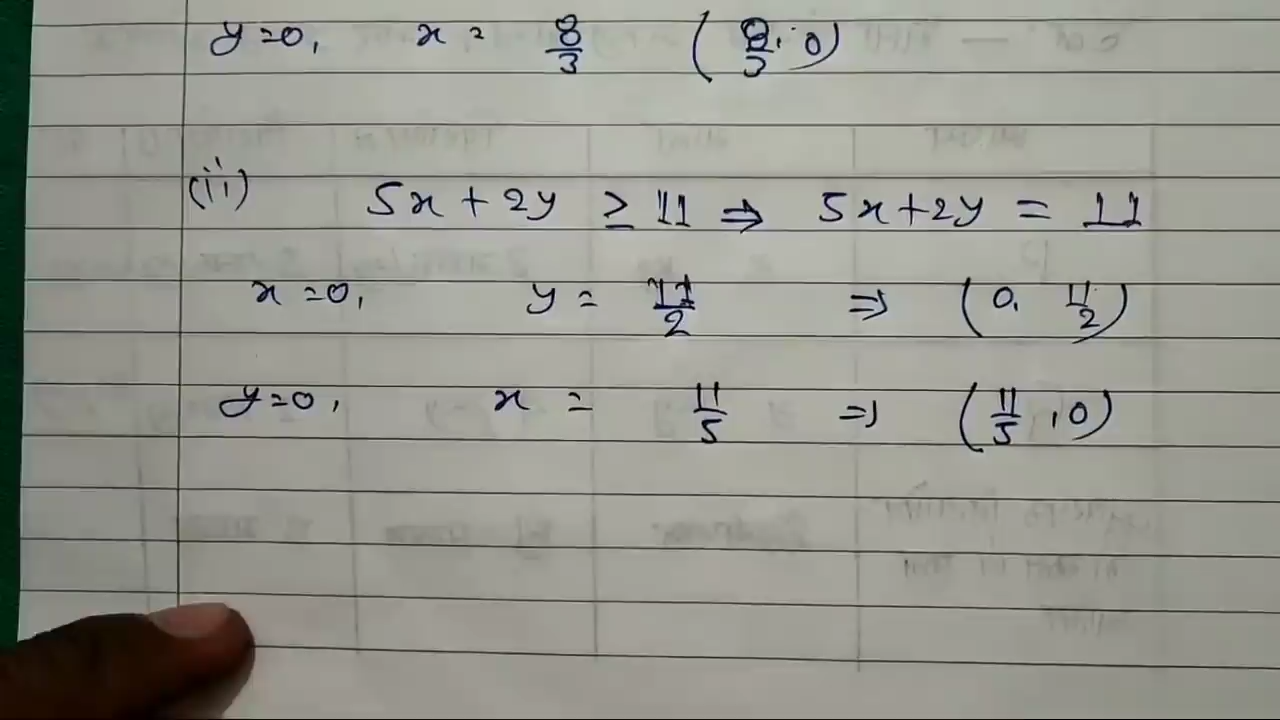 y=0, x = 8/3 (8/3, 0)
(ii) 5x+2y ≥ 11 ⇒ 5x+2y = 11
x=0, y = 11/2 ⇒ (0, 11/2)
y=0, x = 11/5 ⇒ (11/5, 0)